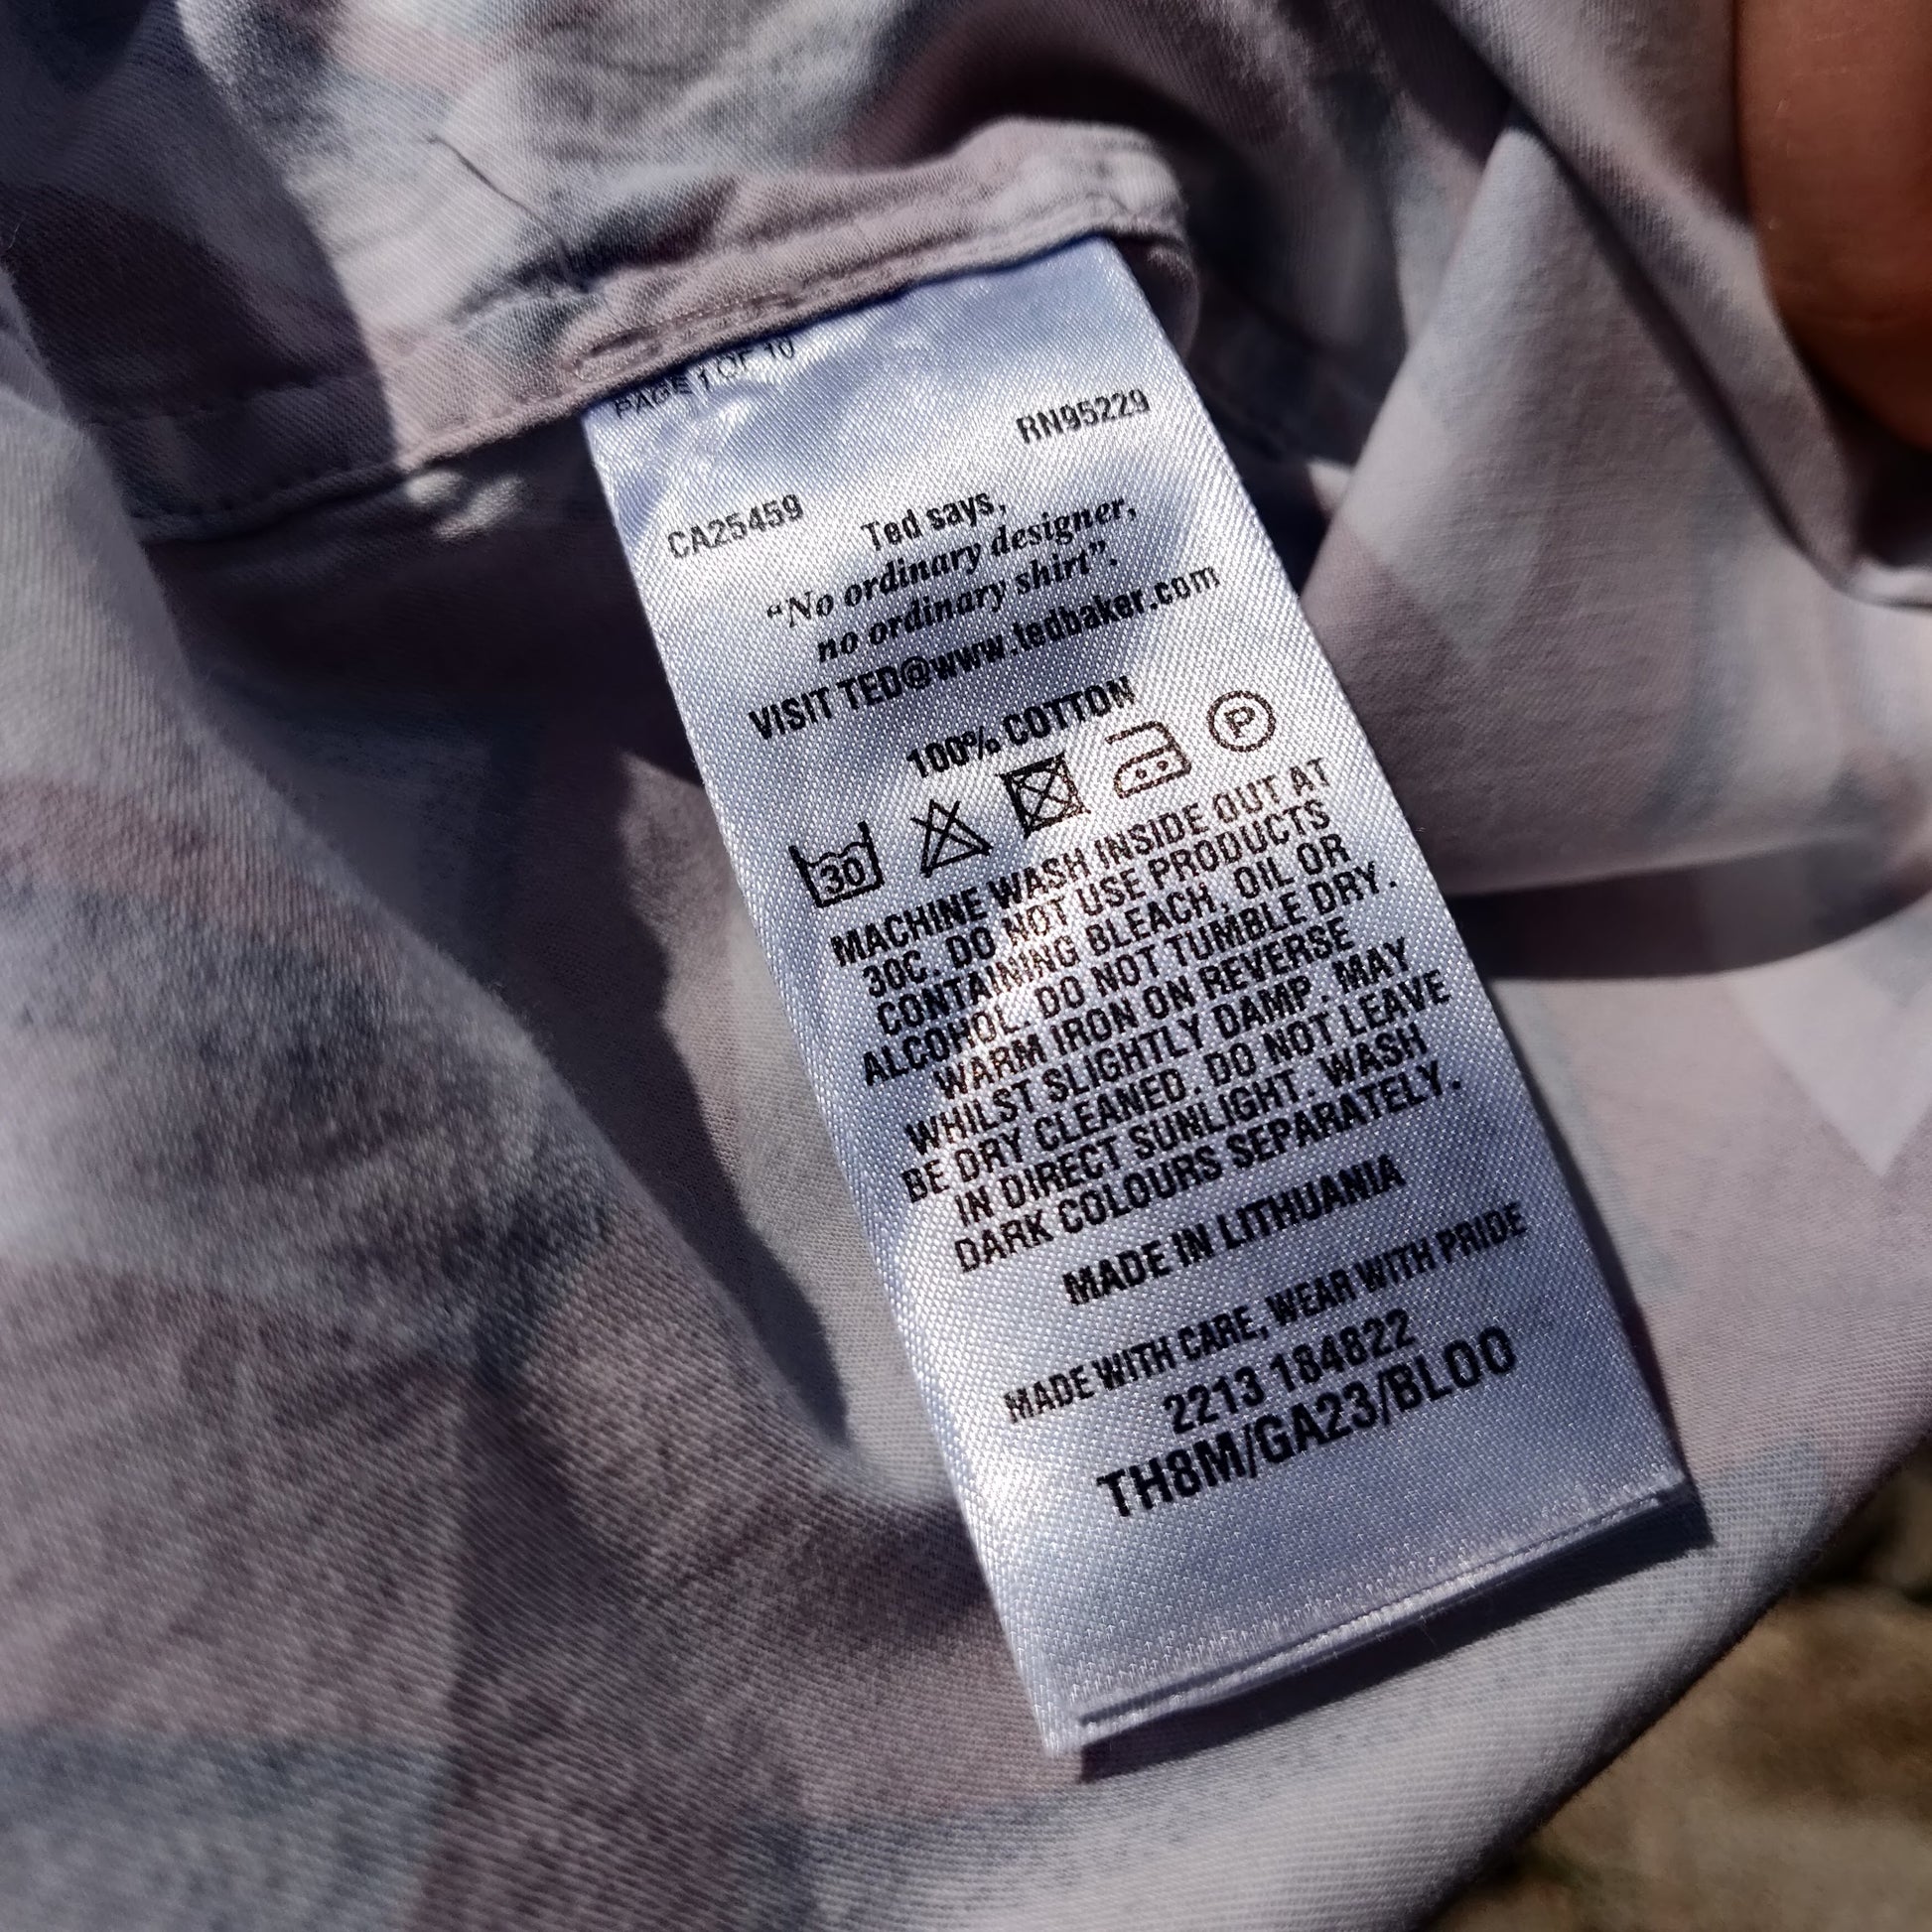 PAGE 1 OF 10
RN95229
CA25459
Ted says,
“No ordinary designer,
no ordinary shirt”.
VISIT TED@www.tedbaker.com
100% COTTON
30
P
MACHINE WASH INSIDE OUT AT
30C. DO NOT USE PRODUCTS
CONTAINING BLEACH, OIL OR
ALCOHOL. DO NOT TUMBLE DRY.
WARM IRON ON REVERSE
WHILST SLIGHTLY DAMP. MAY
BE DRY CLEANED. DO NOT LEAVE
IN DIRECT SUNLIGHT. WASH
DARK COLOURS SEPARATELY.
MADE IN LITHUANIA
MADE WITH CARE, WEAR WITH PRIDE
2213 184822
TH8M/GA23/BLOO